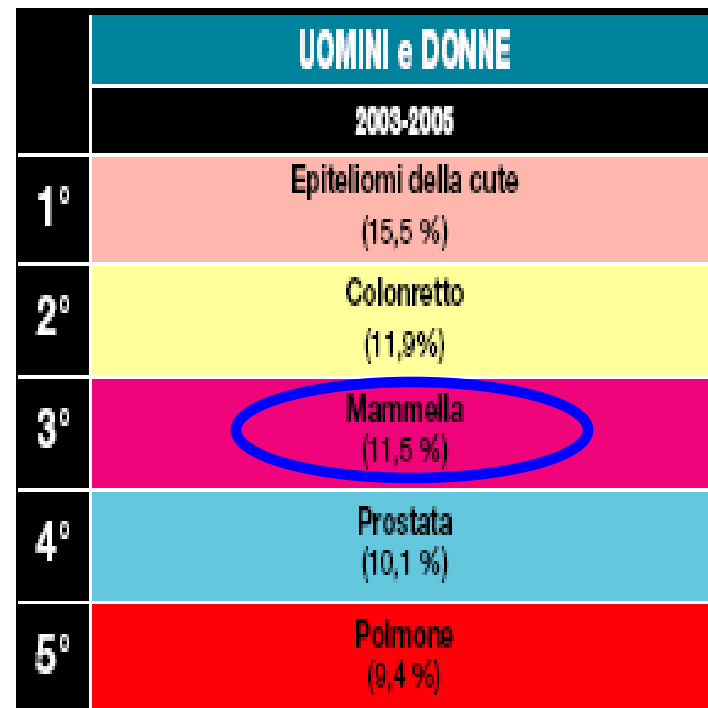 UOMINI e DONNE
2003-2005
1°
Epiteliomi della cute
(15,5 %)
2°
Colonretto
(11,9%)
3°
Mammella
(11,5 %)
4°
Prostata
(10,1 %)
5°
Polmone
(9,4 %)